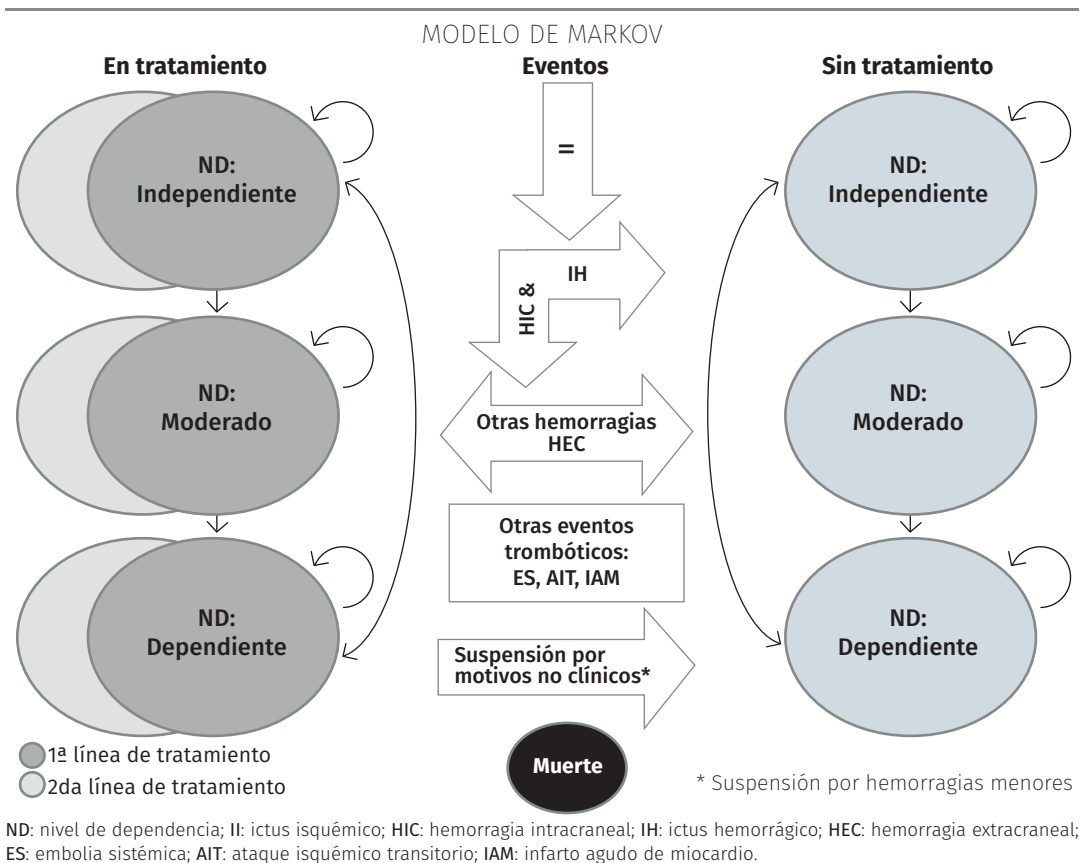 MODELO DE MARKOV
En tratamiento
Eventos
Sin tratamiento
ND:
Independiente
ND:
Moderado
ND:
Dependiente
II
IH
HIC &
Otras hemorragias
HEC
Otras eventos
trombóticos:
ES, AIT, IAM
Suspensión por
motivos no clínicos*
Muerte
ND:
Independiente
ND:
Moderado
ND:
Dependiente
1ª línea de tratamiento
2da línea de tratamiento
* Suspensión por hemorragias menores
ND: nivel de dependencia; II: ictus isquémico; HIC: hemorragia intracraneal; IH: ictus hemorrágico; HEC: hemorragia extracraneal;
ES: embolia sistémica; AIT: ataque isquémico transitorio; IAM: infarto agudo de miocardio.